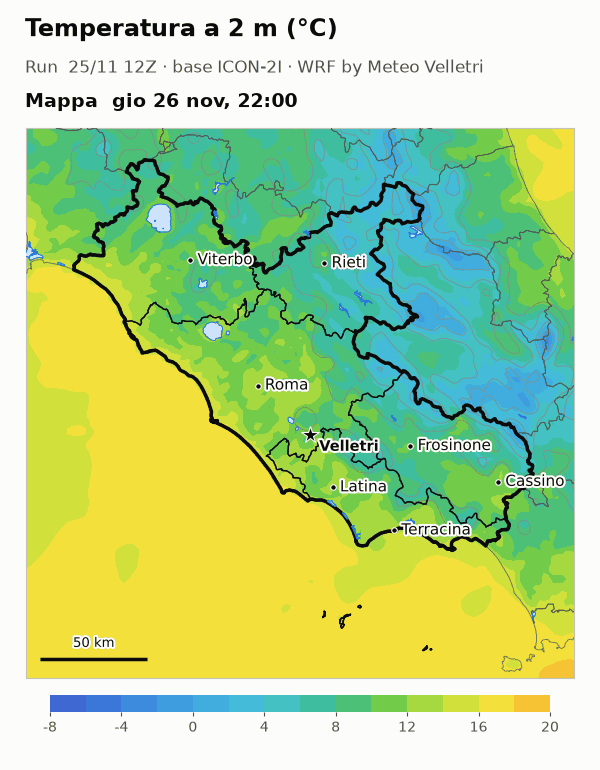 Temperatura a 2 m (°C)
Run  25/11 12Z · base ICON-2I · WRF by Meteo Velletri
Mappa  gio 26 nov, 22:00
Viterbo
Rieti
Roma
Velletri
Frosinone
Cassino
Latina
Terracina
50 km
-8 -4 0 4 8 12 16 20